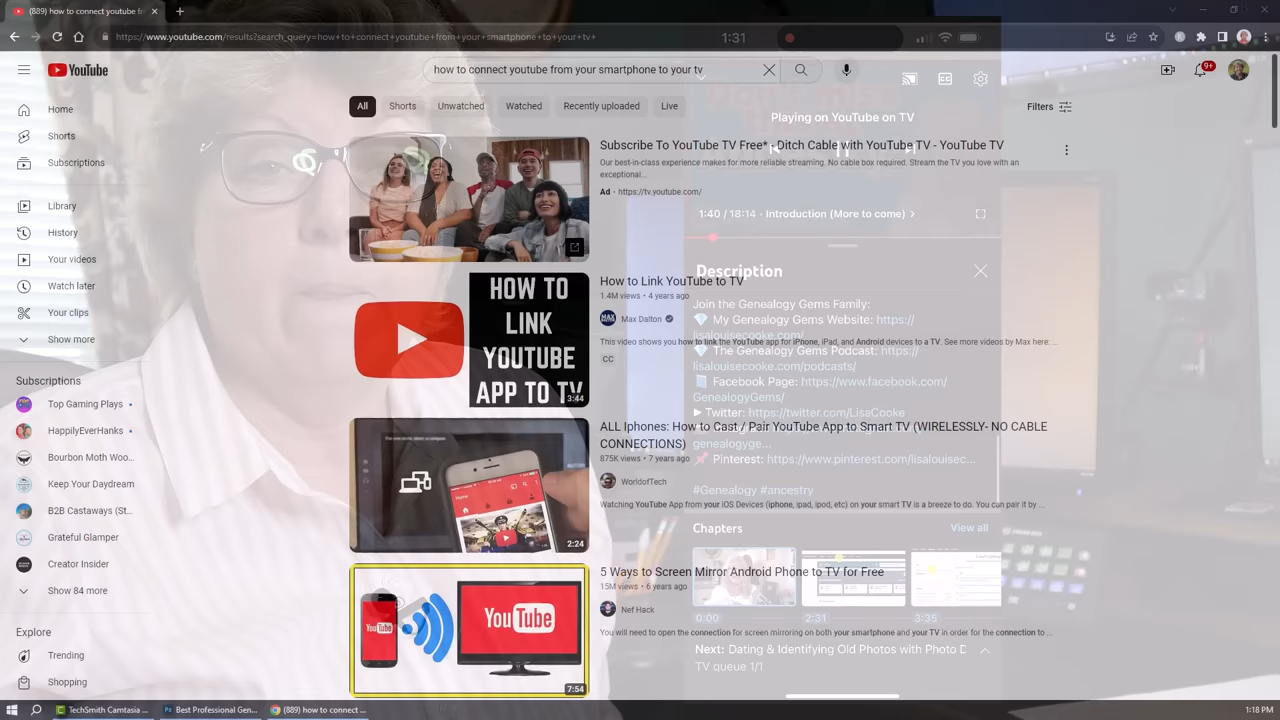 (889) how to connect youtube fr
https://www.youtube.com/results?search_query=how+to+connect+youtube+from+your+smartphone+to+your+tv+
1:31
YouTube
how to connect youtube from your smartphone to your tv
9+
All
Shorts
Unwatched
Watched
Recently uploaded
Live
Filters
Home
Shorts
Subscriptions
Library
History
Your videos
Watch later
Your clips
Show more
Subscriptions
Top Gaming Plays
HappilyEverHanks
Bourbon Moth Woo...
Keep Your Daydream
B2B Castaways (St...
Grateful Glamper
Creator Insider
Show 84 more
Explore
Trending
Shopping
CC
Playing on YouTube on TV
Subscribe To YouTube TV Free* - Ditch Cable with YouTube TV - YouTube TV
Our best-in-class experience makes for more reliable streaming. No cable box required. Stream the TV you love with an
exceptional...
Ad • https://tv.youtube.com/
1:40 / 18:14 · Introduction (More to come) >
HOW TO
LINK
YOUTUBE
APP TO TV
3:44
How to Link YouTube to TV
1.4M views • 4 years ago
Max Dalton
This video shows you how to link the YouTube app for iPhone, iPad, and Android devices to a TV. See more videos by Max here: ...
CC
Description
Join the Genealogy Gems Family:
My Genealogy Gems Website: https://
lisalouisecooke.com/
The Genealogy Gems Podcast: https://
lisalouisecooke.com/podcasts/
Facebook Page: https://www.facebook.com/
GenealogyGems/
Twitter: https://twitter.com/LisaCooke
genealogyge...
Pinterest: https://www.pinterest.com/lisalouisec...
#Genealogy #ancestry
2:24
ALL Iphones: How to Cast / Pair YouTube App to Smart TV (WIRELESSLY- NO CABLE
CONNECTIONS)
875K views • 7 years ago
WorldofTech
Watching YouTube App from your iOS Devices (iphone, ipad, ipod, etc) on your smart TV is a breeze to do. You can pair it by ...
Chapters
View all
0:00
2:31
3:35
YouTube
YouTube
7:54
5 Ways to Screen Mirror Android Phone to TV for Free
15M views • 6 years ago
Nef Hack
You will need to open the connection for screen mirroring on both your smartphone and your TV in order for the connection to ...
Next: Dating & Identifying Old Photos with Photo D
TV queue 1/1
TechSmith Camtasia ...
Best Professional Gen...
(889) how to connect ...
1:18 PM